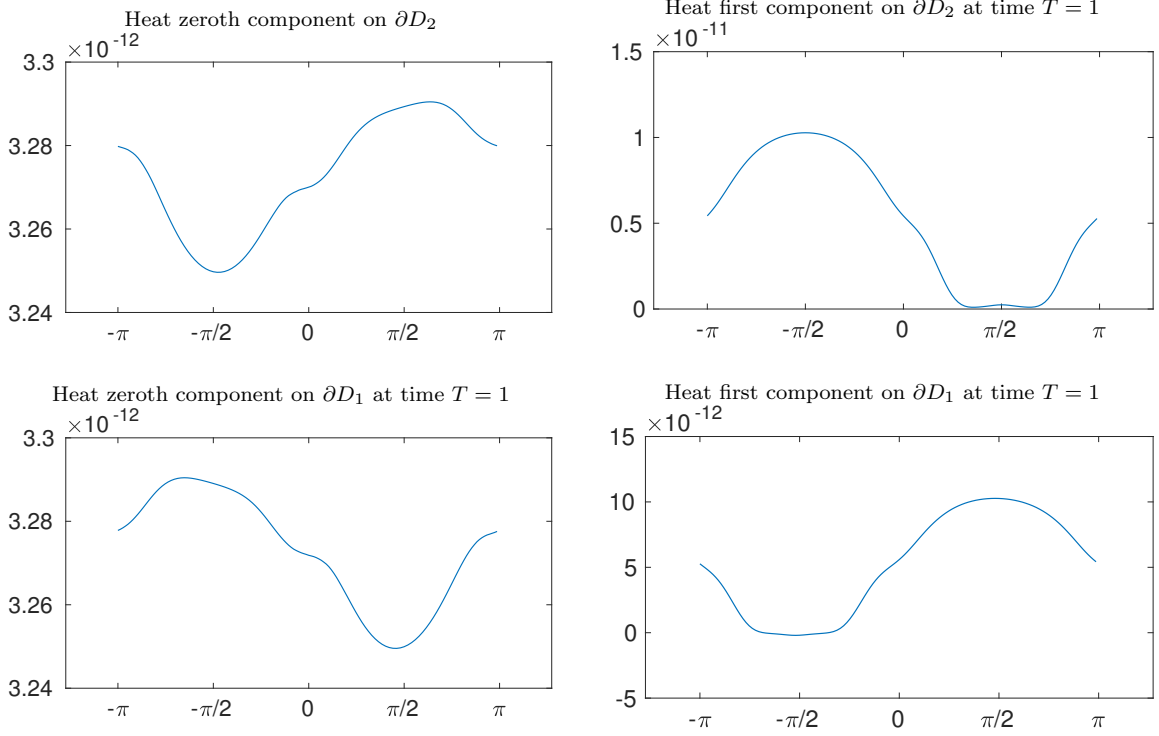 Heat zeroth component on ∂D₂
×10⁻¹²
3.3
3.28
3.26
3.24
-π
-π/2
0
π/2
π
Heat first component on ∂D₂ at time T = 1
×10⁻¹¹
1.5
1
0.5
0
-π
-π/2
0
π/2
π
Heat zeroth component on ∂D₁ at time T = 1
×10⁻¹²
3.3
3.28
3.26
3.24
-π
-π/2
0
π/2
π
Heat first component on ∂D₁ at time T = 1
×10⁻¹²
15
10
5
0
-5
-π
-π/2
0
π/2
π